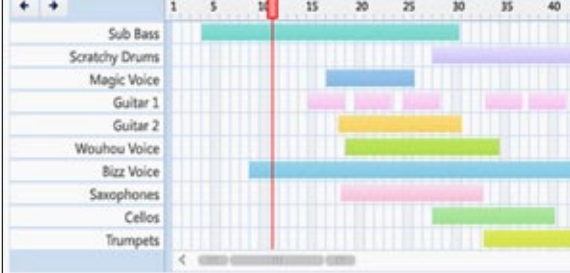 1 5 10 15 20 25 30 35 40
Sub Bass
Scratchy Drums
Magic Voice
Guitar 1
Guitar 2
Wouhou Voice
Bizz Voice
Saxophones
Cellos
Trumpets